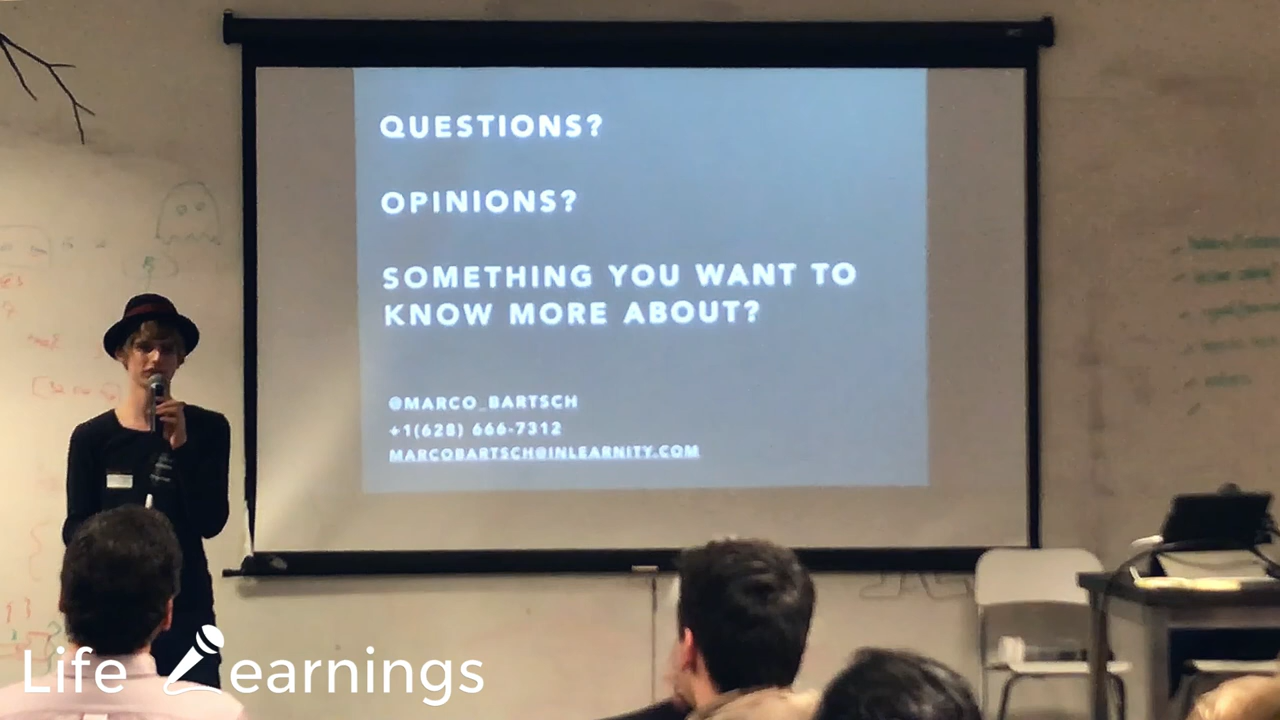 QUESTIONS?
OPINIONS?
SOMETHING YOU WANT TO
KNOW MORE ABOUT?
@MARCO_BARTSCH
+1(628) 666-7312
MARCOBARTSCH@INLEARNITY.COM
Life Learnings